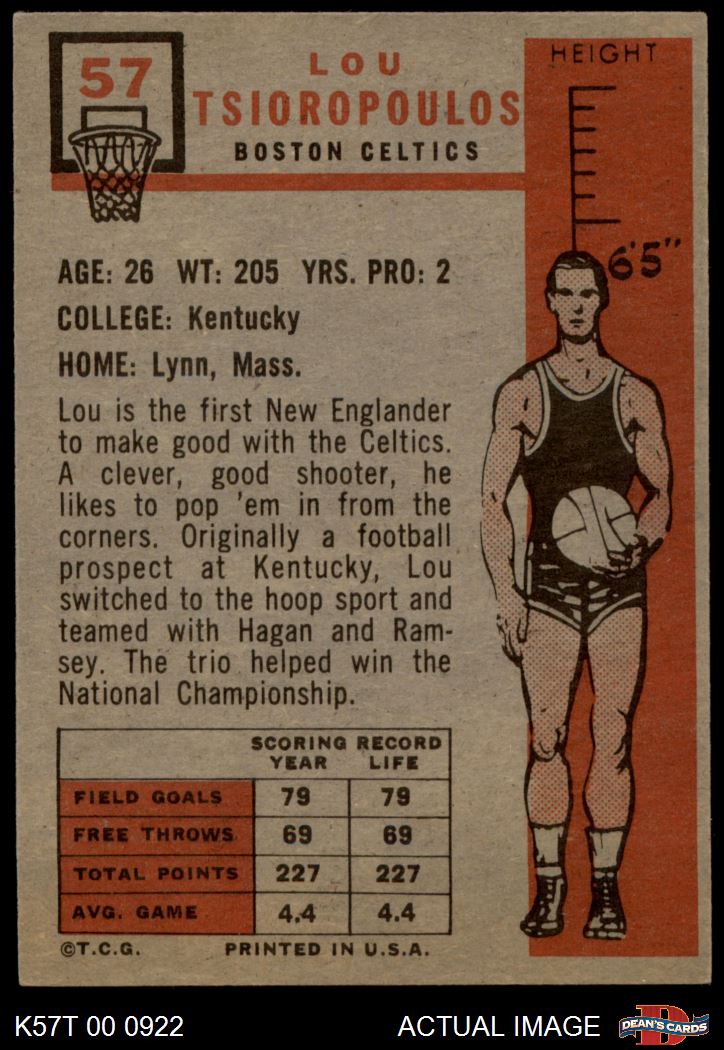 57
LOU
TSIOROPOULOS
BOSTON CELTICS
HEIGHT
6'5"
AGE: 26 WT: 205 YRS. PRO: 2
COLLEGE: Kentucky
HOME: Lynn, Mass.
Lou is the first New Englander
to make good with the Celtics.
A clever, good shooter, he
likes to pop 'em in from the
corners. Originally a football
prospect at Kentucky, Lou
switched to the hoop sport and
teamed with Hagan and Ram-
sey. The trio helped win the
National Championship.
SCORING RECORD
YEAR LIFE
FIELD GOALS 79 79
FREE THROWS 69 69
TOTAL POINTS 227 227
AVG. GAME 4.4 4.4
©T.C.G. PRINTED IN U.S.A.
K57T 00 0922 ACTUAL IMAGE D DEAN'S CARDS